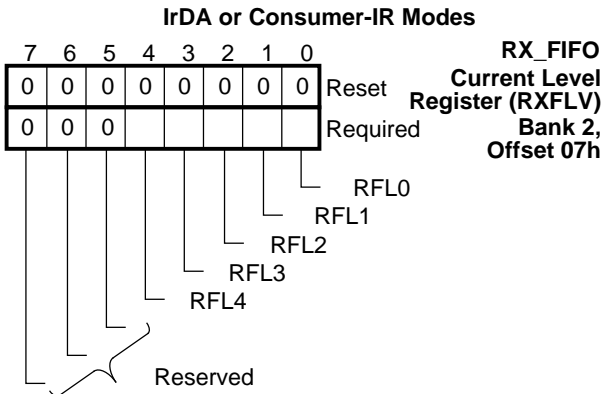 IrDA or Consumer-IR Modes
7 6 5 4 3 2 1 0
RX_FIFO
Current Level
Register (RXFLV)
Bank 2,
Offset 07h
0 0 0 0 0 0 0 0 Reset
0 0 0 Required
RFL0
RFL1
RFL2
RFL3
RFL4
Reserved